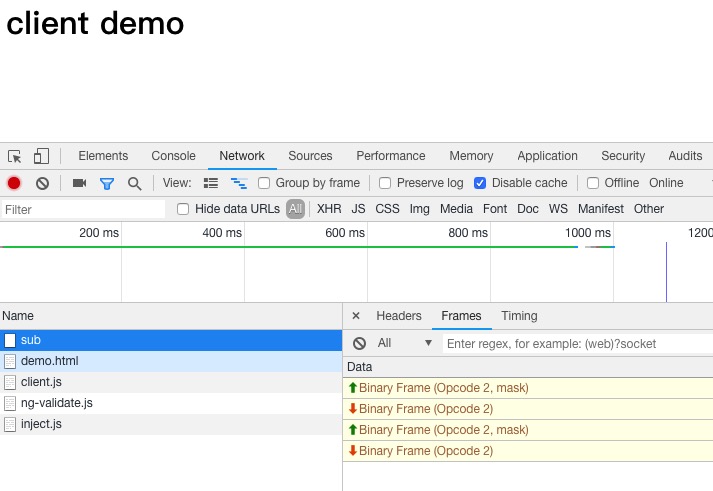 client demo
Elements Console Network Sources Performance Memory Application Security Audits
View: Group by frame Preserve log Disable cache Offline Online
Filter Hide data URLs All XHR JS CSS Img Media Font Doc WS Manifest Other
200 ms 400 ms 600 ms 800 ms 1000 ms 1200
Name × Headers Frames Timing
sub All Enter regex, for example: (web)?socket
demo.html Data
client.js Binary Frame (Opcode 2, mask)
ng-validate.js Binary Frame (Opcode 2)
inject.js Binary Frame (Opcode 2, mask)
Binary Frame (Opcode 2)